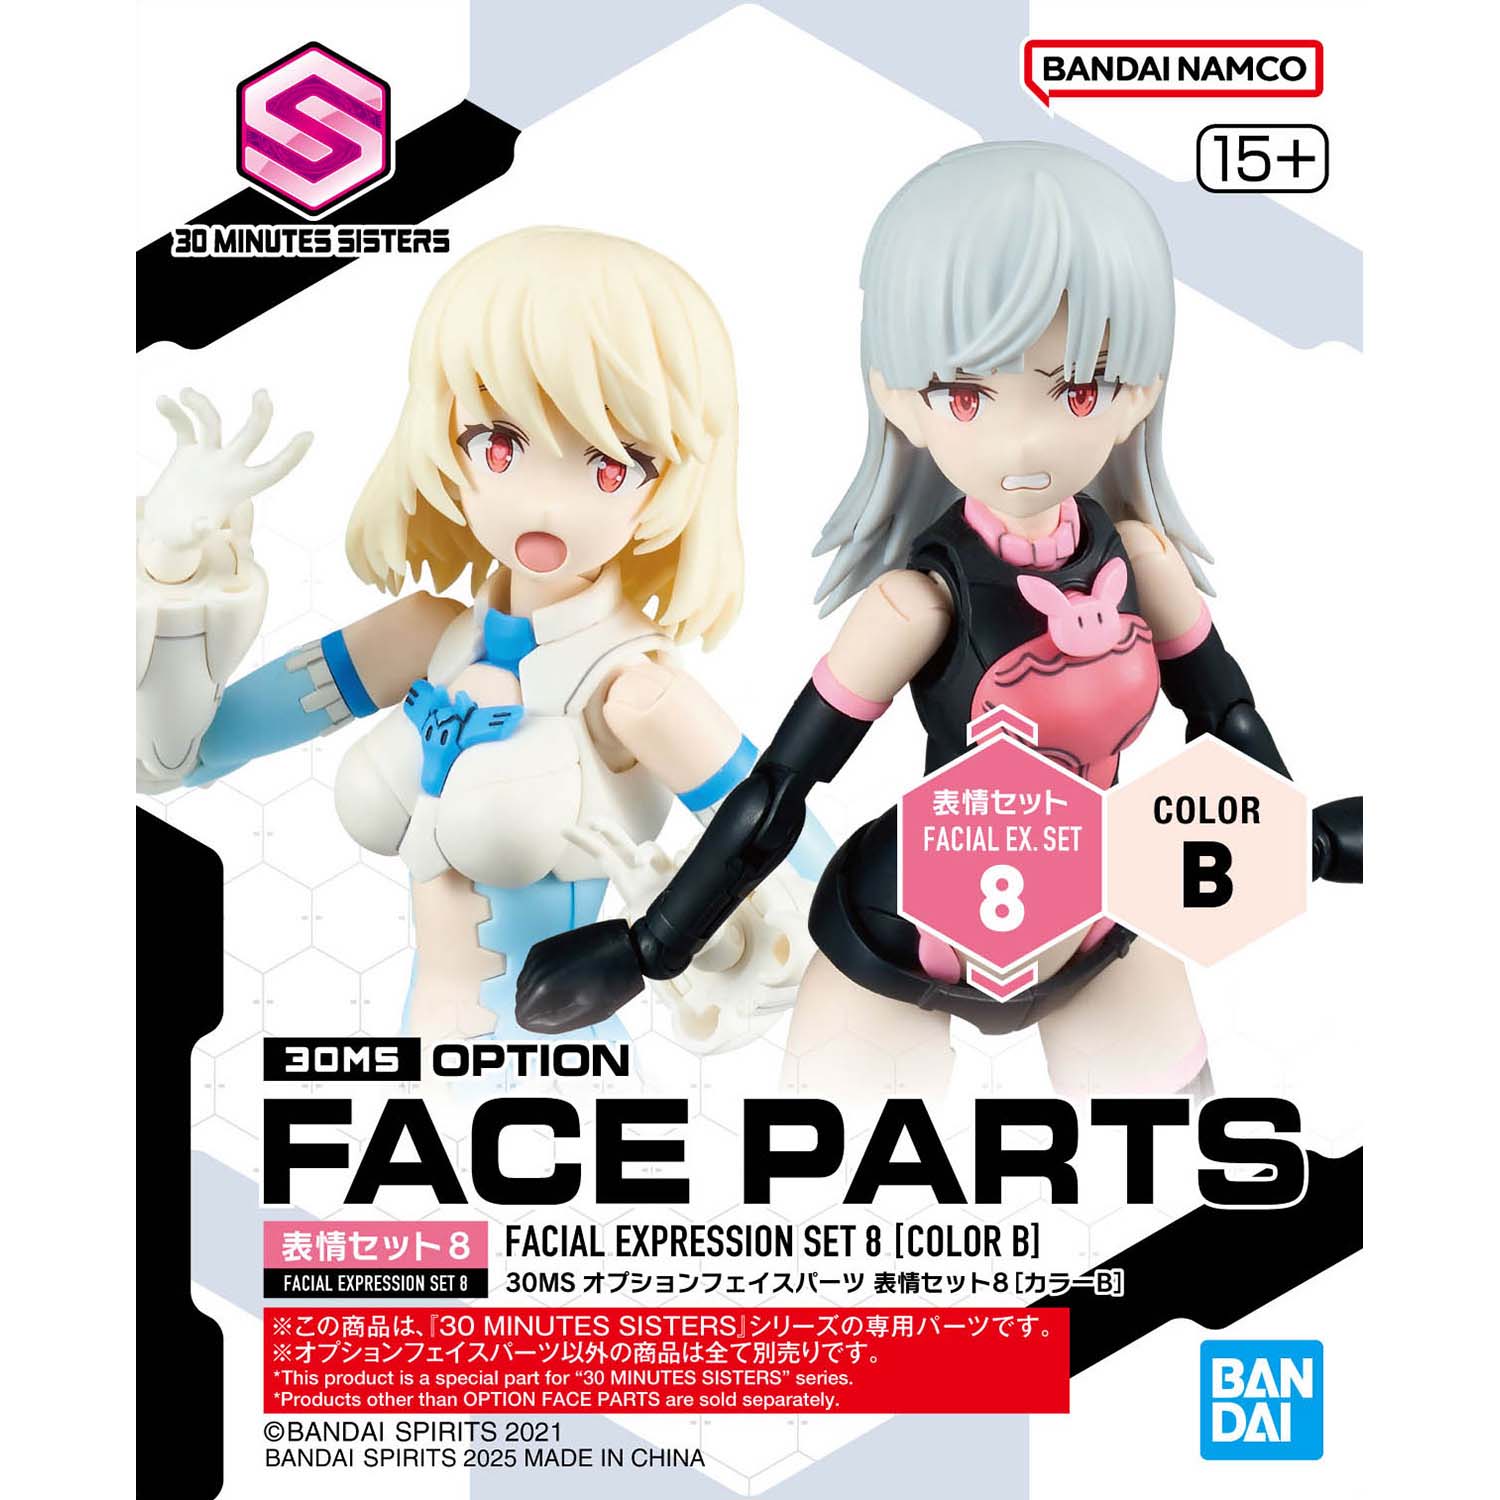 BANDAI NAMCO
15+
30 MINUTES SISTERS
表情セット
FACIAL EX. SET
8
COLOR
B
30MS OPTION
FACE PARTS
表情セット8
FACIAL EXPRESSION SET 8
FACIAL EXPRESSION SET 8 [COLOR B]
30MS オプションフェイスパーツ 表情セット8[カラーB]
※この商品は、『30 MINUTES SISTERS』シリーズの専用パーツです。
※オプションフェイスパーツ以外の商品は全て別売りです。
*This product is a special part for “30 MINUTES SISTERS” series.
*Products other than OPTION FACE PARTS are sold separately.
©BANDAI SPIRITS 2021
BANDAI SPIRITS 2025 MADE IN CHINA
BAN
DAI